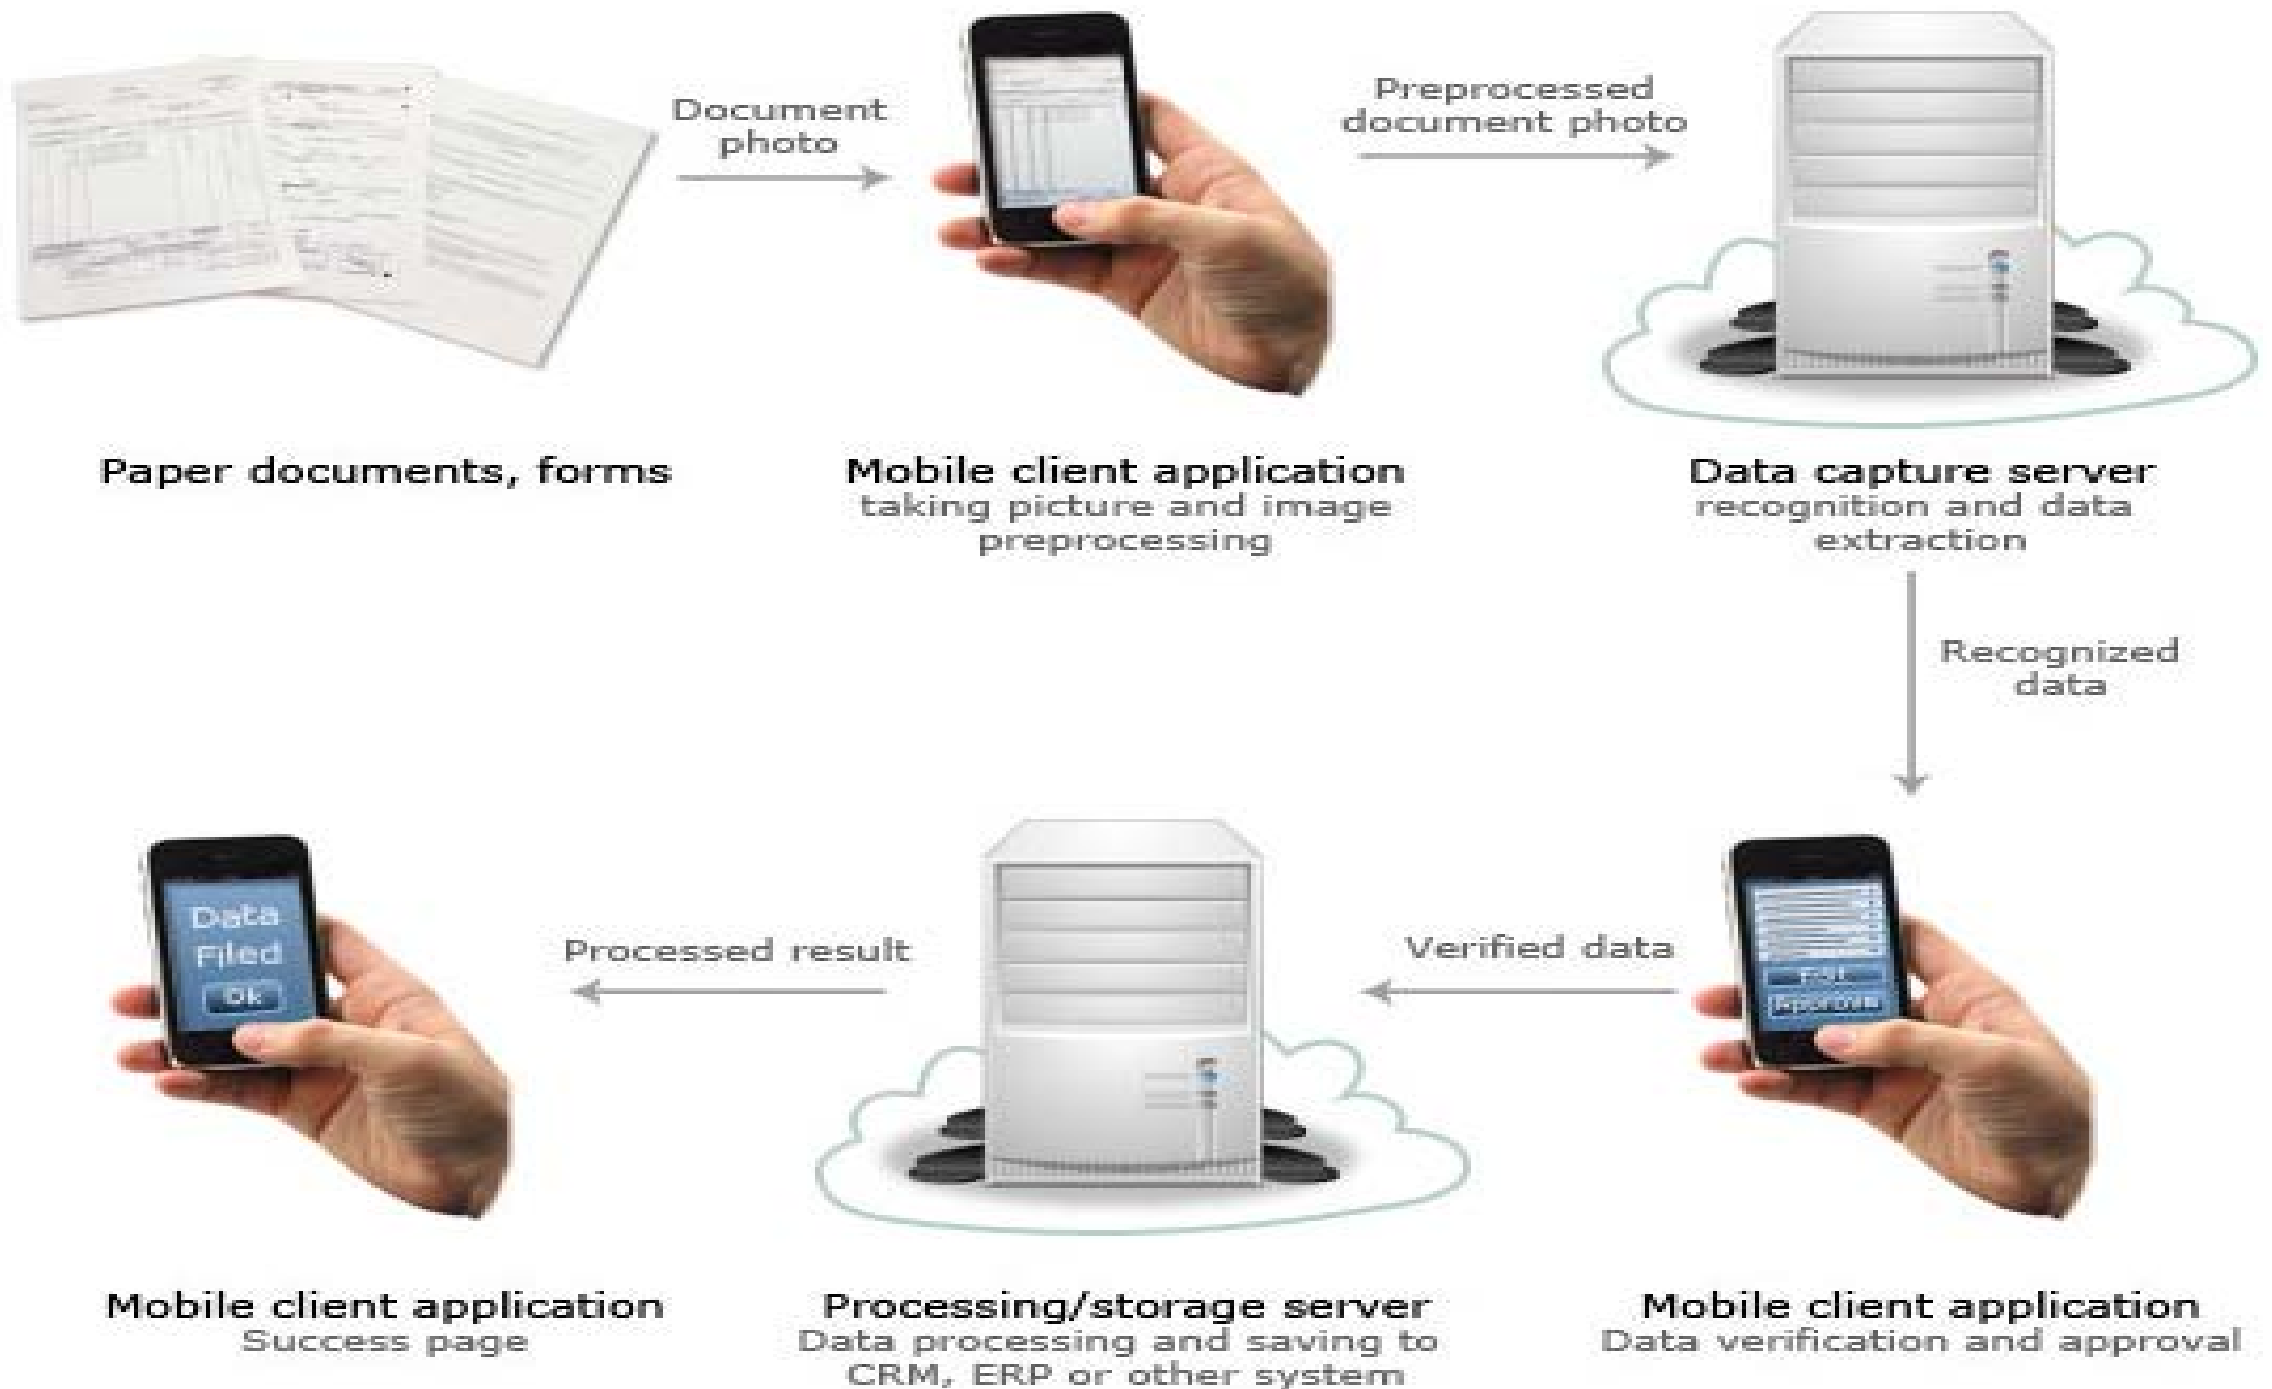 Document
photo
Preprocessed
document photo
Paper documents, forms
Mobile client application
taking picture and image
preprocessing
Data capture server
recognition and data
extraction
Recognized
data
Data
Filed
Ok
Processed result
Verified data
Edit
Approve
Mobile client application
Success page
Processing/storage server
Data processing and saving to
CRM, ERP or other system
Mobile client application
Data verification and approval